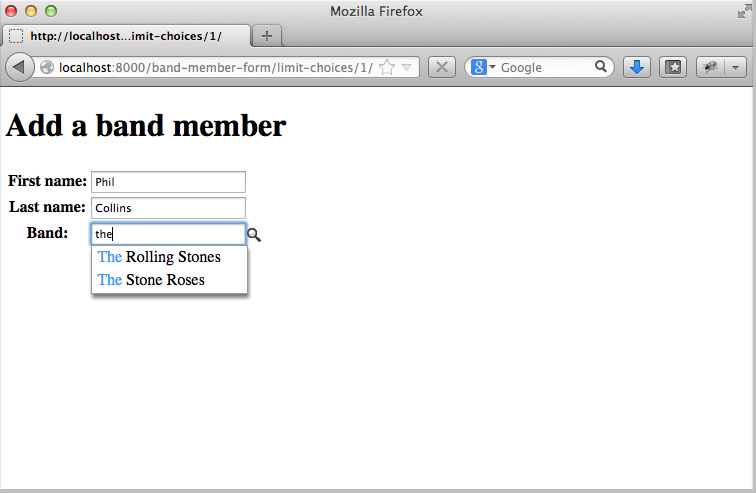 Mozilla Firefox
http://localhost...imit-choices/1/
localhost:8000/band-member-form/limit-choices/1/
Google
Add a band member
First name: Phil
Last name: Collins
Band: the
The Rolling Stones
The Stone Roses